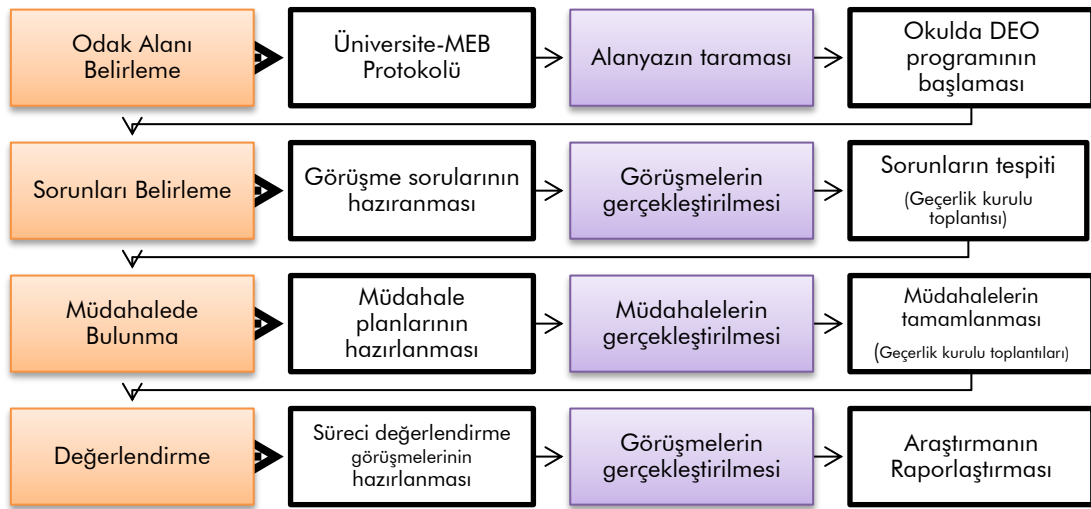 Odak Alanı
Belirleme
Üniversite-MEB
Protokolü
Alanyazın taraması
Okulda DEO
programının
başlaması
Sorunları Belirleme
Görüşme sorularının
hazıranması
Görüşmelerin
gerçekleştirilmesi
Sorunların tespiti
(Geçerlik kurulu
toplantısı)
Müdahalede
Bulunma
Müdahale
planlarının
hazırlanması
Müdahalelerin
gerçekleştirilmesi
Müdahalelerin
tamamlanması
(Geçerlik kurulu toplantıları)
Değerlendirme
Süreci değerlendirme
görüşmelerinin
hazırlanması
Görüşmelerin
gerçekleştirilmesi
Araştırmanın
Raporlaştırması